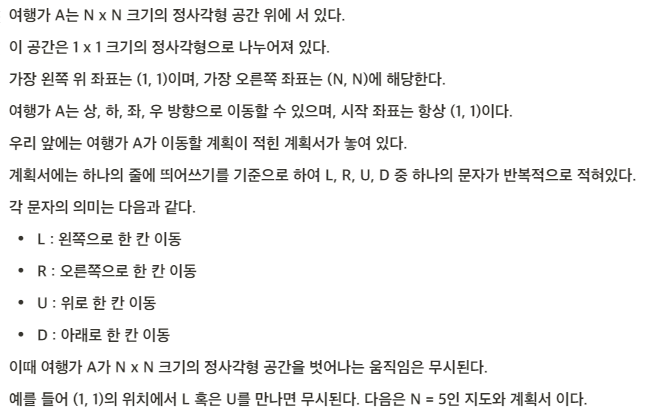 여행가 A는 N x N 크기의 정사각형 공간 위에 서 있다.
이 공간은 1 x 1 크기의 정사각형으로 나누어져 있다.
가장 왼쪽 위 좌표는 (1, 1)이며, 가장 오른쪽 좌표는 (N, N)에 해당한다.
여행가 A는 상, 하, 좌, 우 방향으로 이동할 수 있으며, 시작 좌표는 항상 (1, 1)이다.
우리 앞에는 여행가 A가 이동할 계획이 적힌 계획서가 놓여 있다.
계획서에는 하나의 줄에 띄어쓰기를 기준으로 하여 L, R, U, D 중 하나의 문자가 반복적으로 적혀있다.
각 문자의 의미는 다음과 같다.
• L : 왼쪽으로 한 칸 이동
• R : 오른쪽으로 한 칸 이동
• U : 위로 한 칸 이동
• D : 아래로 한 칸 이동
이때 여행가 A가 N x N 크기의 정사각형 공간을 벗어나는 움직임은 무시된다.
예를 들어 (1, 1)의 위치에서 L 혹은 U를 만나면 무시된다. 다음은 N = 5인 지도와 계획서 이다.